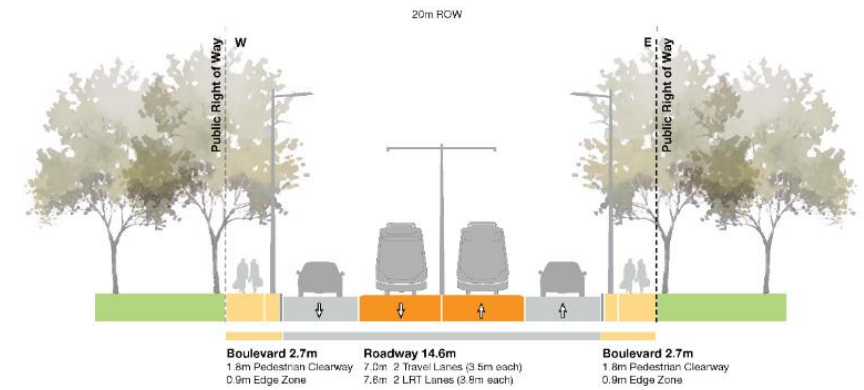 20m ROW
Public Right of Way
W
E
Public Right of Way
Boulevard 2.7m
1.8m Pedestrian Clearway
0.9m Edge Zone
Roadway 14.6m
7.0m 2 Travel Lanes (3.5m each)
7.6m 2 LRT Lanes (3.8m each)
Boulevard 2.7m
1.8m Pedestrian Clearway
0.9m Edge Zone